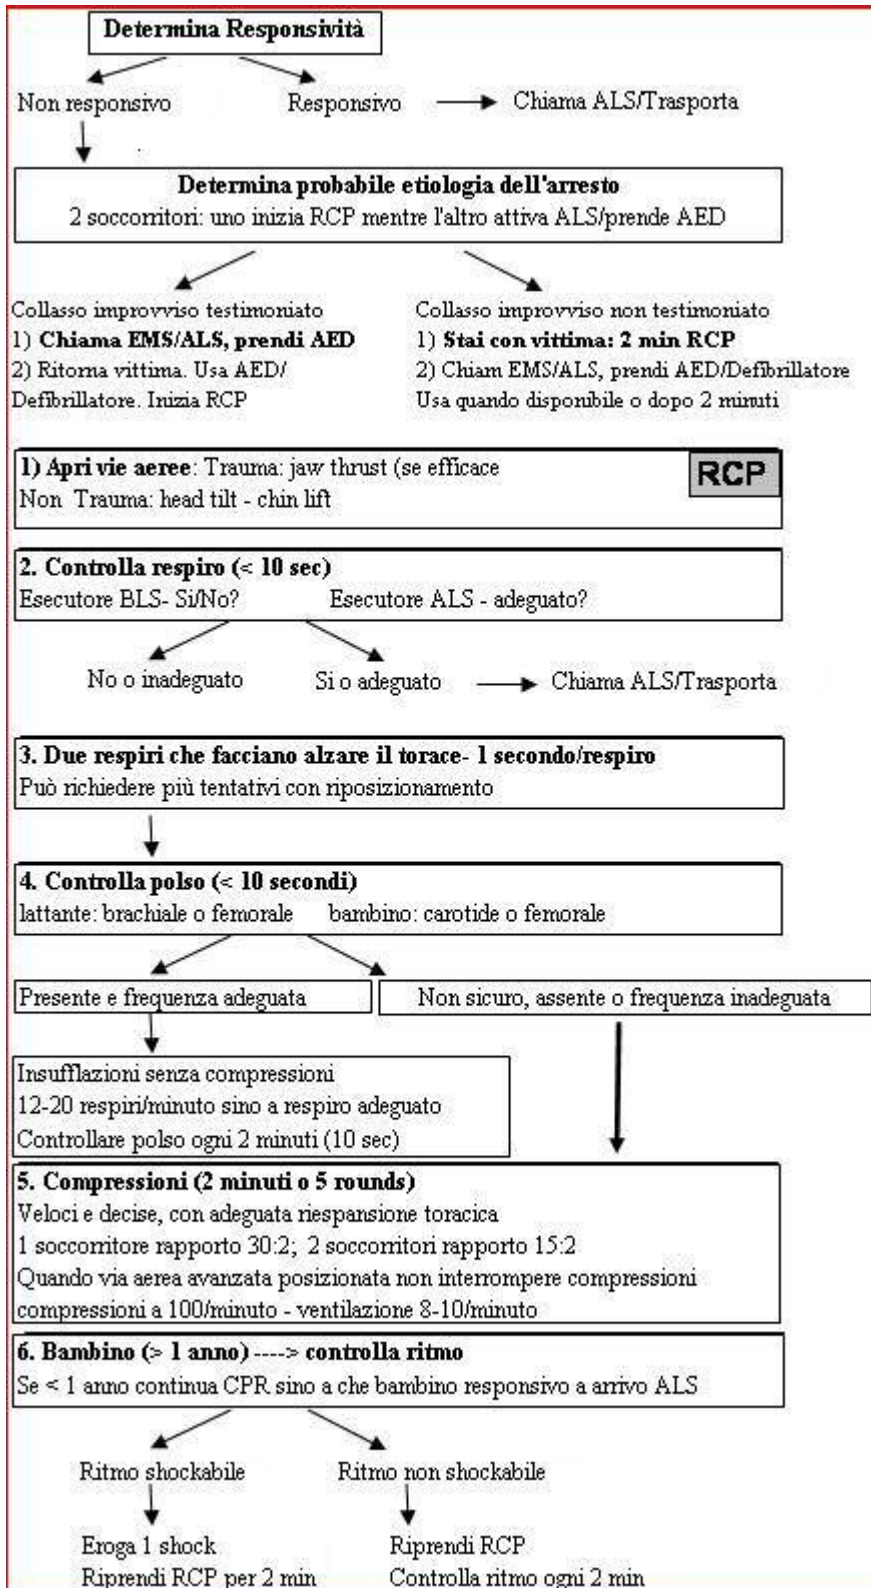 Determina Responsività
Non responsivo
Responsivo
Chiama ALS/Trasporta
Determina probabile etiologia dell'arresto
2 soccorritori: uno inizia RCP mentre l'altro attiva ALS/prende AED
Collasso improvviso testimoniato
1) Chiama EMS/ALS, prendi AED
2) Ritorna vittima. Usa AED/
Defibrillatore. Inizia RCP
Collasso improvviso non testimoniato
1) Stai con vittima: 2 min RCP
2) Chiam EMS/ALS, prendi AED/Defibrillatore
Usa quando disponibile o dopo 2 minuti
1) Apri vie aeree: Trauma: jaw thrust (se efficace
Non Trauma: head tilt - chin lift
RCP
2. Controlla respiro (< 10 sec)
Esecutore BLS- Si/No? Esecutore ALS - adeguato?
No o inadeguato
Si o adeguato
Chiama ALS/Trasporta
3. Due respiri che facciano alzare il torace- 1 secondo/respiro
Può richiedere più tentativi con riposizionamento
4. Controlla polso (< 10 secondi)
lattante: brachiale o femorale bambino: carotide o femorale
Presente e frequenza adeguata
Non sicuro, assente o frequenza inadeguata
Insufflazioni senza compressioni
12-20 respiri/minuto sino a respiro adeguato
Controllare polso ogni 2 minuti (10 sec)
5. Compressioni (2 minuti o 5 rounds)
Veloci e decise, con adeguata riespansione toracica
1 soccorritore rapporto 30:2; 2 soccorritori rapporto 15:2
Quando via aerea avanzata posizionata non interrompere compressioni
compressioni a 100/minuto - ventilazione 8-10/minuto
6. Bambino (> 1 anno) ----> controlla ritmo
Se < 1 anno continua CPR sino a che bambino responsivo a arrivo ALS
Ritmo shockabile
Ritmo non shockabile
Eroga 1 shock
Riprendi RCP per 2 min
Riprendi RCP
Controlla ritmo ogni 2 min